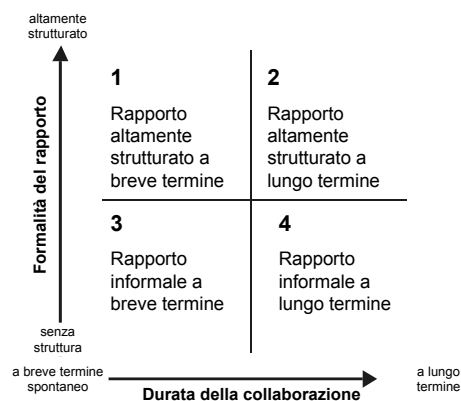 altamente
strutturato
Formalità del rapporto
1
Rapporto
altamente
strutturato a
breve termine
2
Rapporto
altamente
strutturato a
lungo termine
3
Rapporto
informale a
breve termine
4
Rapporto
informale a
lungo termine
senza
struttura
a breve termine
spontaneo
Durata della collaborazione
a lungo
termine